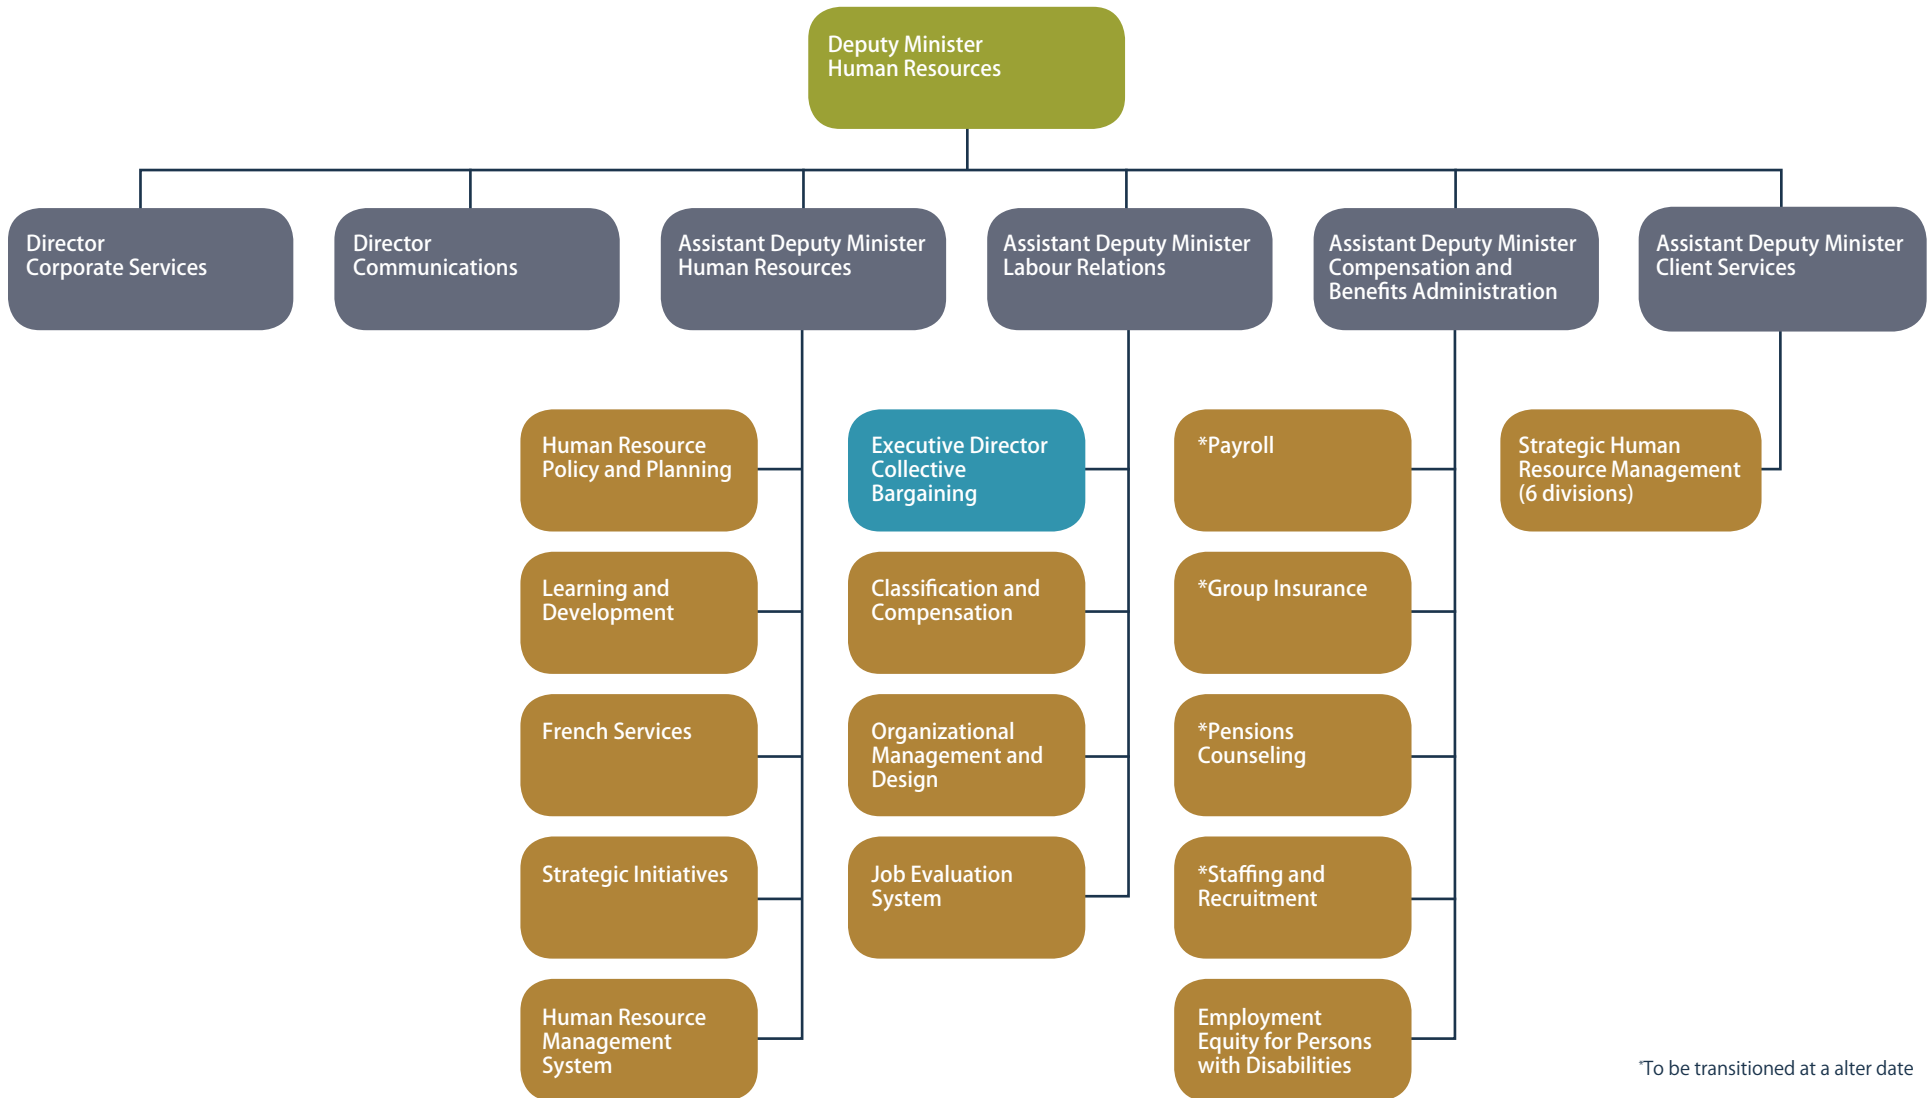 Deputy Minister
Human Resources
Director
Corporate Services
Director
Communications
Assistant Deputy Minister
Human Resources
Assistant Deputy Minister
Labour Relations
Assistant Deputy Minister
Compensation and
Benefits Administration
Assistant Deputy Minister
Client Services
Human Resource
Policy and Planning
Learning and
Development
French Services
Strategic Initiatives
Human Resource
Management
System
Executive Director
Collective
Bargaining
Classification and
Compensation
Organizational
Management and
Design
Job Evaluation
System
*Payroll
*Group Insurance
*Pensions
Counseling
*Staffing and
Recruitment
Employment
Equity for Persons
with Disabilities
Strategic Human
Resource Management
(6 divisions)
*To be transitioned at a alter date